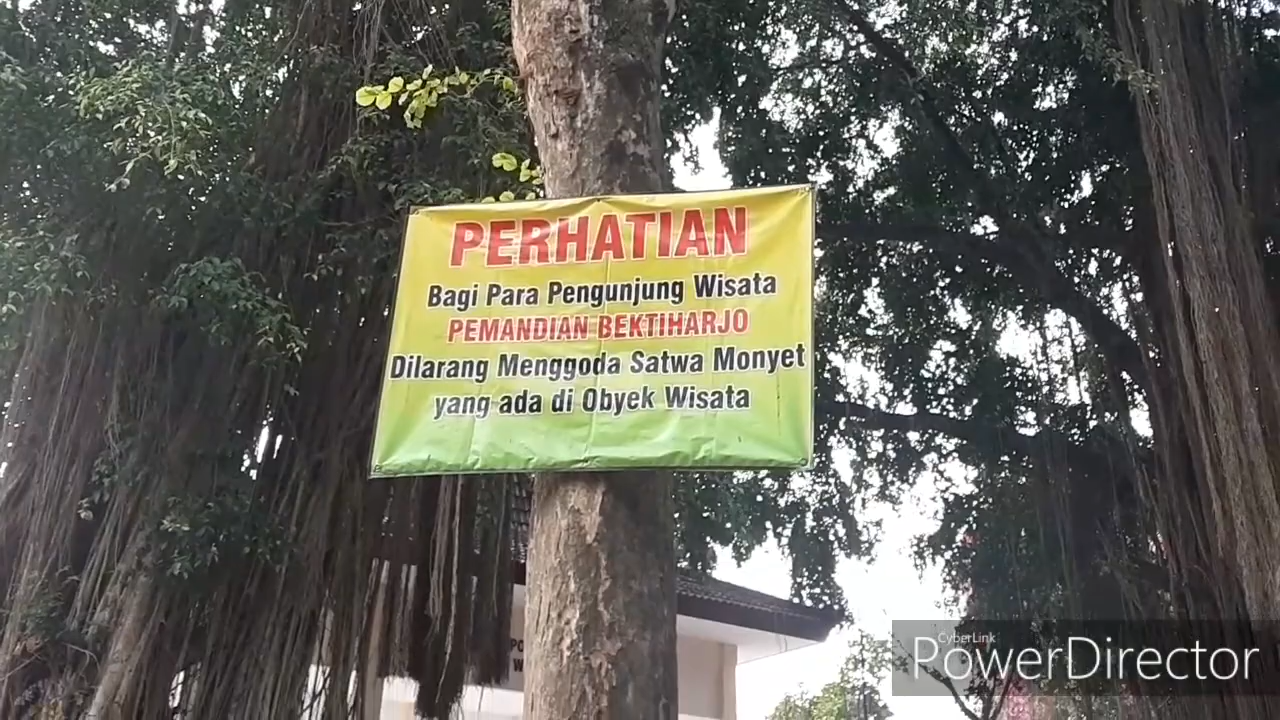 PERHATIAN
Bagi Para Pengunjung Wisata
PEMANDIAN BEKTIHARJO
Dilarang Menggoda Satwa Monyet
yang ada di Obyek Wisata
CyberLink
PowerDirector